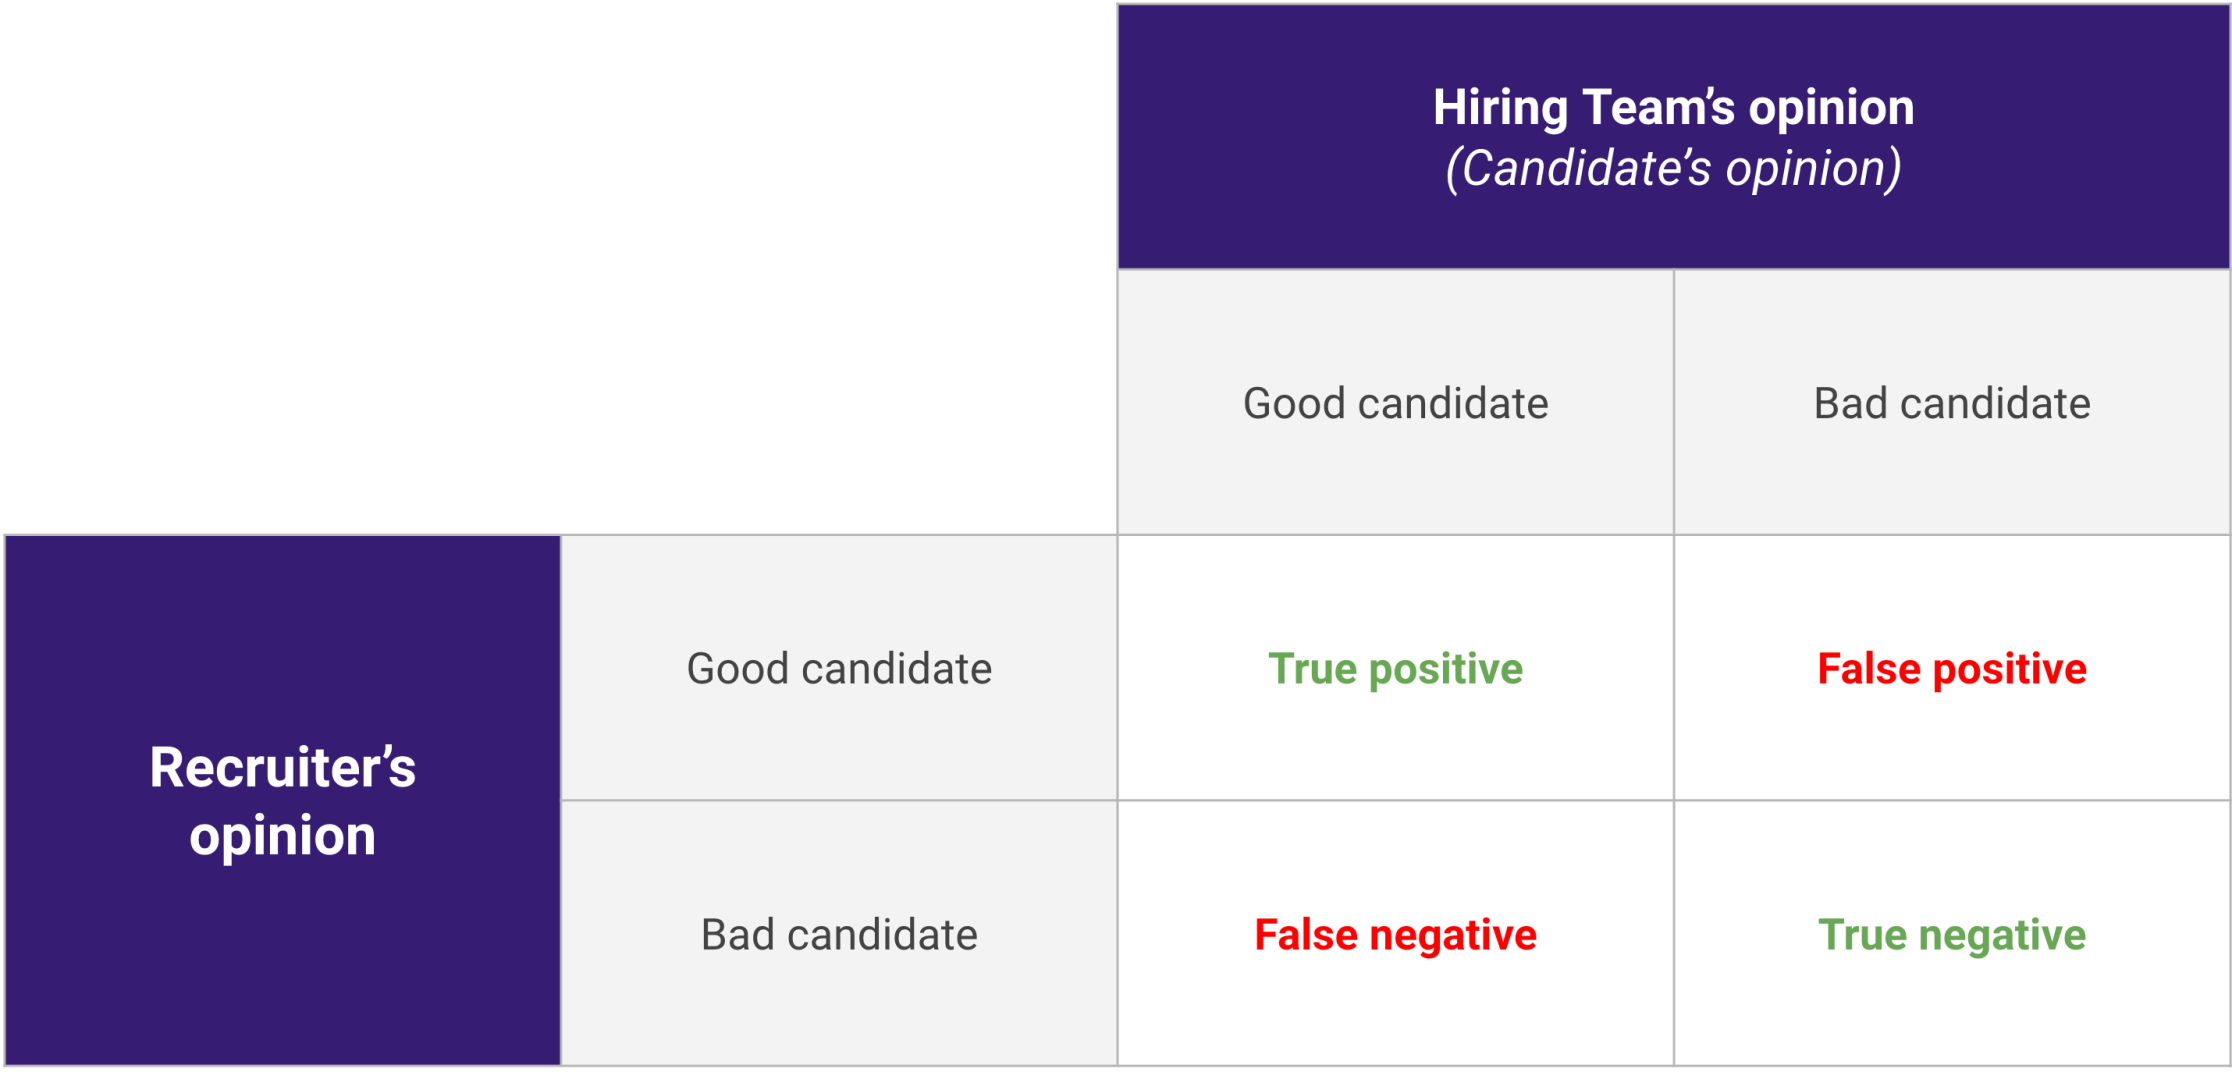 Hiring Team’s opinion
(Candidate’s opinion)
Good candidate
Bad candidate
Recruiter’s
opinion
Good candidate
True positive
False positive
Bad candidate
False negative
True negative